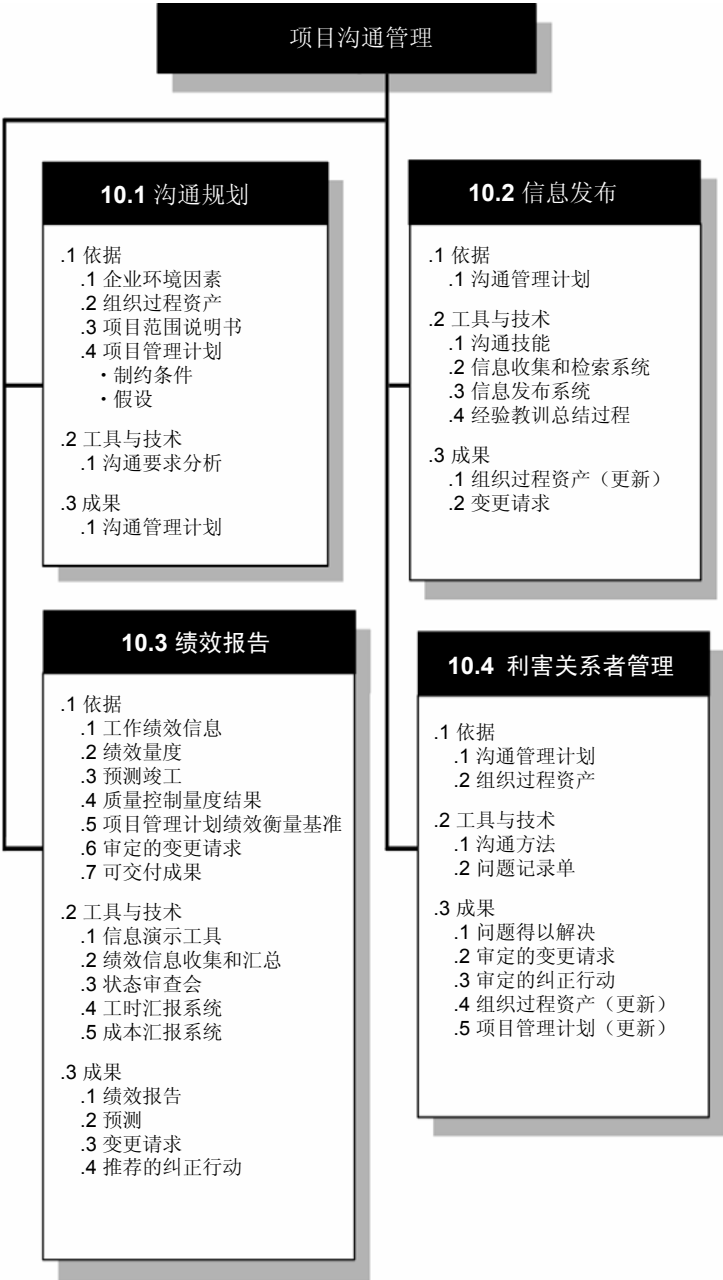 项目沟通管理
10.1 沟通规划
.1 依据
.1 企业环境因素
.2 组织过程资产
.3 项目范围说明书
.4 项目管理计划
・制约条件
・假设
.2 工具与技术
.1 沟通要求分析
.3 成果
.1 沟通管理计划
10.2 信息发布
.1 依据
.1 沟通管理计划
.2 工具与技术
.1 沟通技能
.2 信息收集和检索系统
.3 信息发布系统
.4 经验教训总结过程
.3 成果
.1 组织过程资产（更新）
.2 变更请求
10.3 绩效报告
.1 依据
.1 工作绩效信息
.2 绩效量度
.3 预测竣工
.4 质量控制量度结果
.5 项目管理计划绩效衡量基准
.6 审定的变更请求
.7 可交付成果
.2 工具与技术
.1 信息演示工具
.2 绩效信息收集和汇总
.3 状态审查会
.4 工时汇报系统
.5 成本汇报系统
.3 成果
.1 绩效报告
.2 预测
.3 变更请求
.4 推荐的纠正行动
10.4 利害关系者管理
.1 依据
.1 沟通管理计划
.2 组织过程资产
.2 工具与技术
.1 沟通方法
.2 问题记录单
.3 成果
.1 问题得以解决
.2 审定的变更请求
.3 审定的纠正行动
.4 组织过程资产（更新）
.5 项目管理计划（更新）